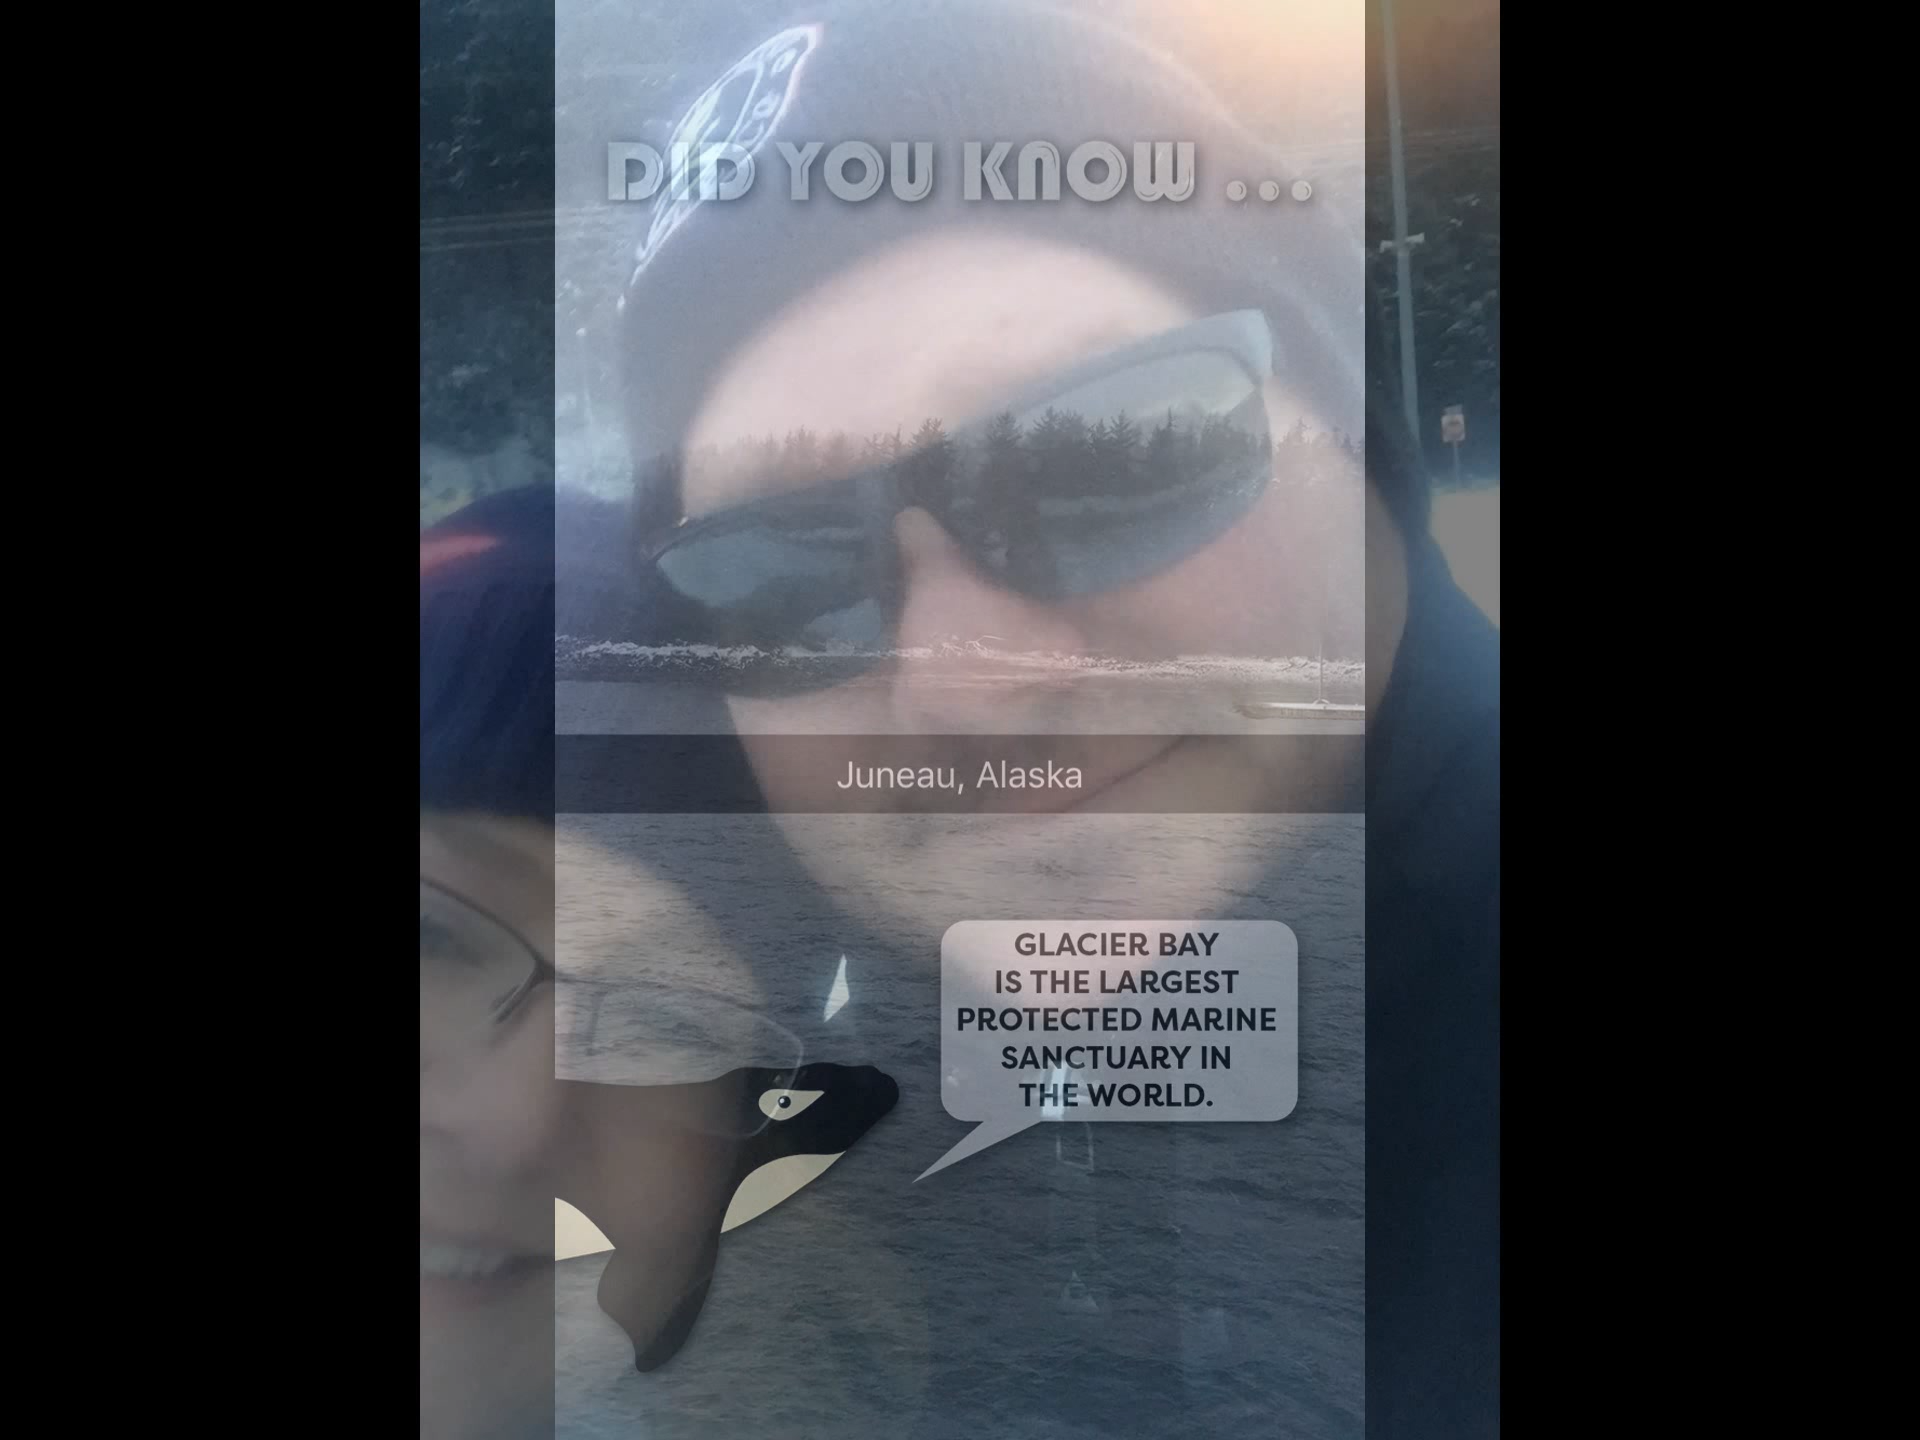 DID YOU KNOW ...
Juneau, Alaska
GLACIER BAY
IS THE LARGEST
PROTECTED MARINE
SANCTUARY IN
THE WORLD.